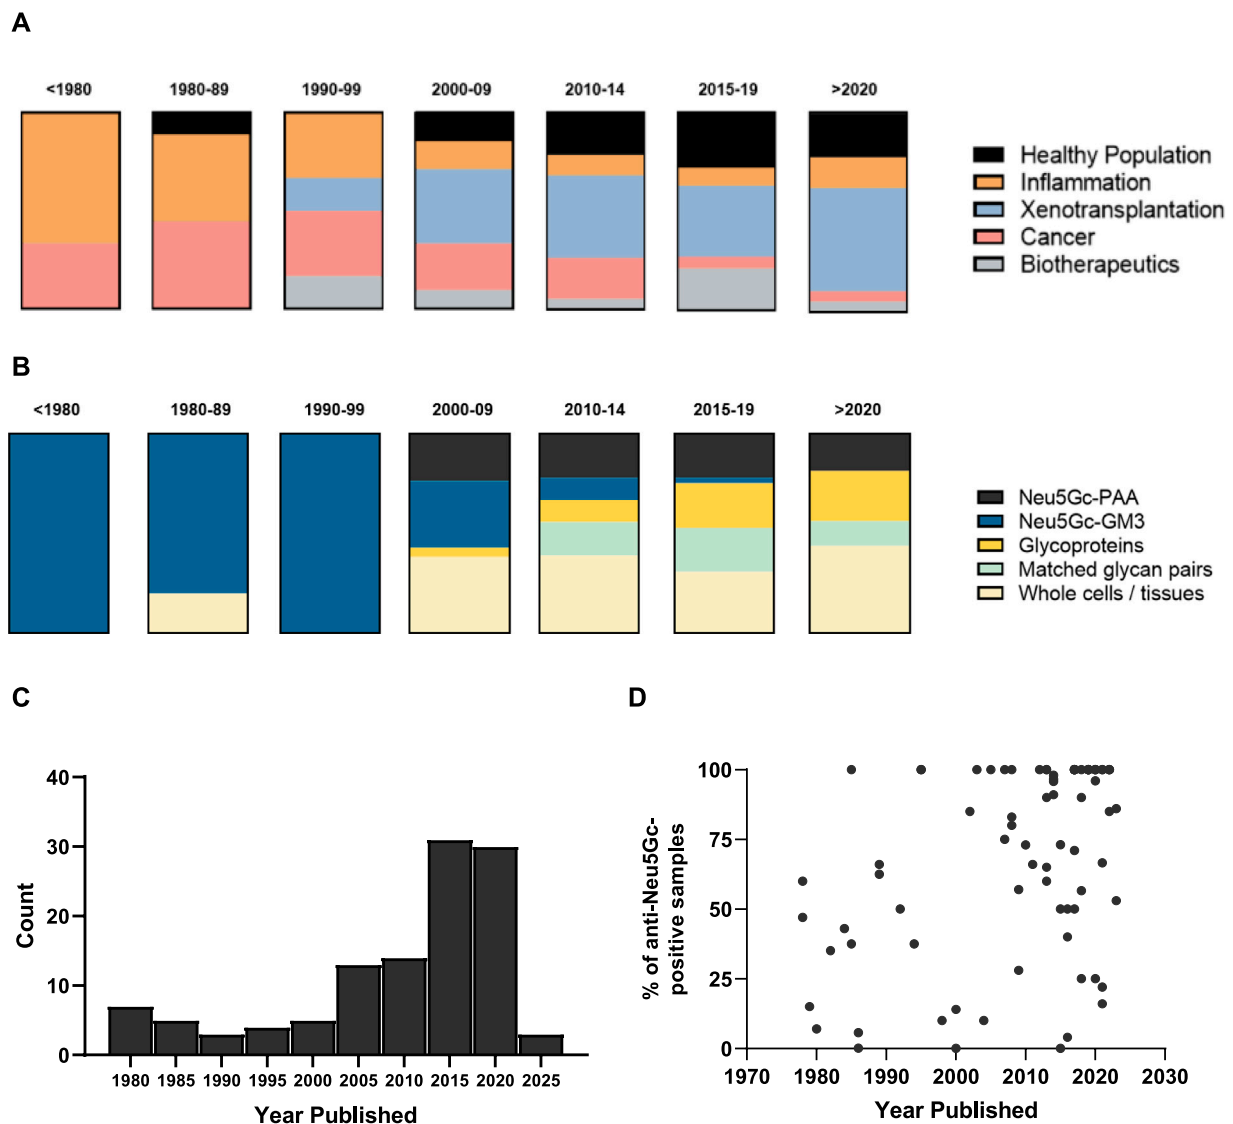 A
<1980 1980-89 1990-99 2000-09 2010-14 2015-19 >2020
Healthy Population
Inflammation
Xenotransplantation
Cancer
Biotherapeutics
B
<1980 1980-89 1990-99 2000-09 2010-14 2015-19 >2020
Neu5Gc-PAA
Neu5Gc-GM3
Glycoproteins
Matched glycan pairs
Whole cells / tissues
C
40
30
20
10
0
Count
1980 1985 1990 1995 2000 2005 2010 2015 2020 2025
Year Published
D
100
75
50
25
0
% of anti-Neu5Gc-
positive samples
1970 1980 1990 2000 2010 2020 2030
Year Published